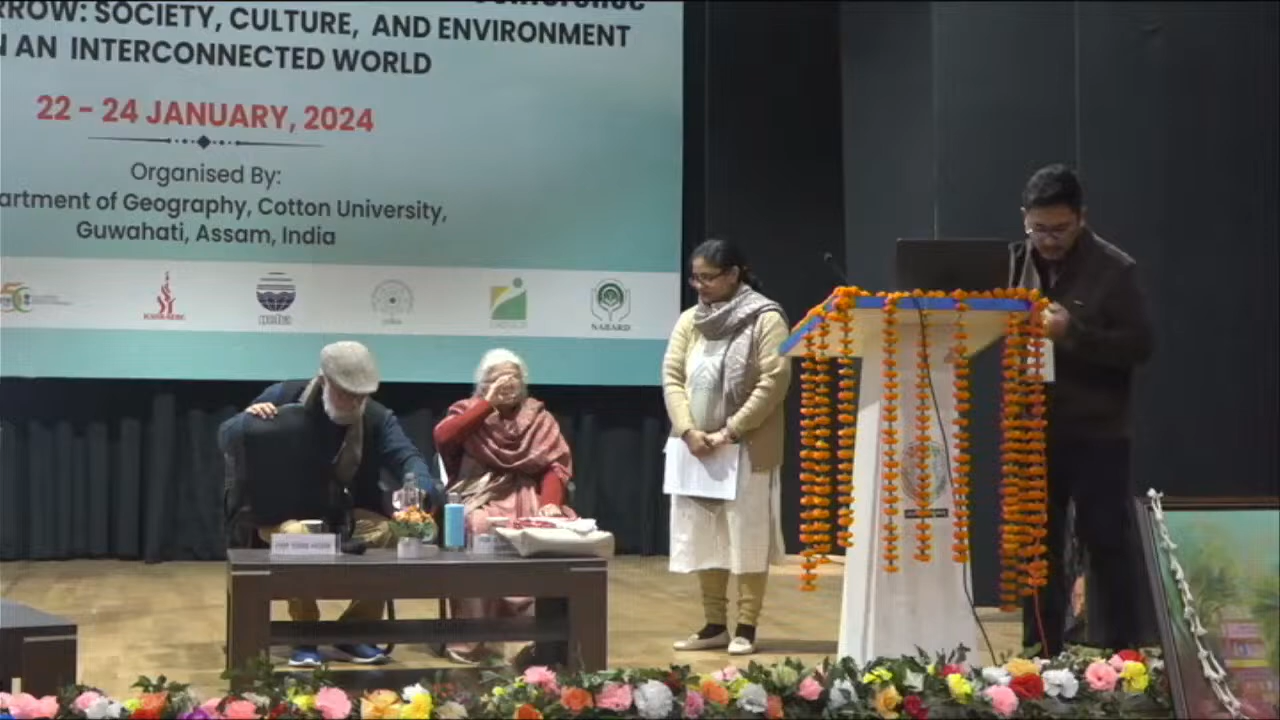 Conference
RROW: SOCIETY, CULTURE, AND ENVIRONMENT
N AN INTERCONNECTED WORLD
22 - 24 JANUARY, 2024
Organised By:
artment of Geography, Cotton University,
Guwahati, Assam, India
NABARD